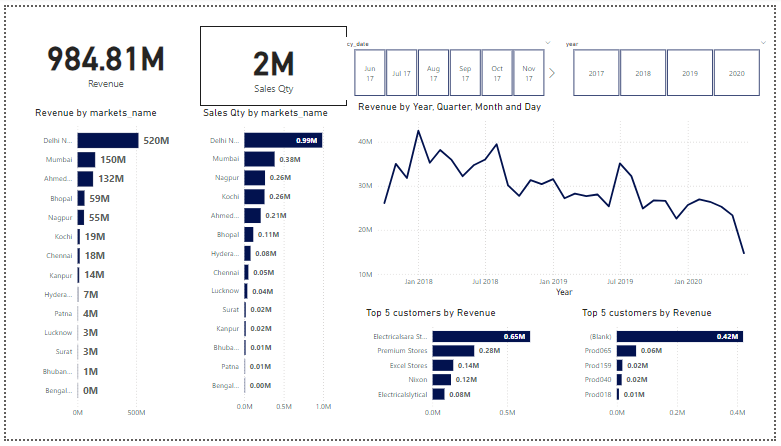 984.81M
Revenue
2M
Sales Qty
cy_date
Jun 17
Jul 17
Aug 17
Sep 17
Oct 17
Nov 17
year
2017
2018
2019
2020
Revenue by markets_name
Delhi N... 520M
Mumbai 150M
Ahmed... 132M
Bhopal 59M
Nagpur 55M
Kochi 19M
Chennai 18M
Kanpur 14M
Hydera... 7M
Patna 4M
Lucknow 3M
Surat 3M
Bhuban... 1M
Bengal... 0M
0M 500M
Sales Qty by markets_name
Delhi N... 0.99M
Mumbai 0.38M
Nagpur 0.26M
Kochi 0.26M
Ahmed... 0.21M
Bhopal 0.11M
Hydera... 0.08M
Chennai 0.05M
Lucknow 0.04M
Surat 0.02M
Kanpur 0.02M
Bhuba... 0.01M
Patna 0.01M
Bengal... 0.00M
0.0M 0.5M 1.0M
Revenue by Year, Quarter, Month and Day
40M
30M
20M
10M
Jan 2018 Jul 2018 Jan 2019 Jul 2019 Jan 2020
Year
Top 5 customers by Revenue
Electricalsara St... 0.65M
Premium Stores 0.28M
Excel Stores 0.14M
Nixon 0.12M
Electricalslytical 0.08M
0.0M 0.5M
Top 5 customers by Revenue
(Blank) 0.42M
Prod065 0.06M
Prod159 0.02M
Prod040 0.02M
Prod018 0.01M
0.0M 0.2M 0.4M